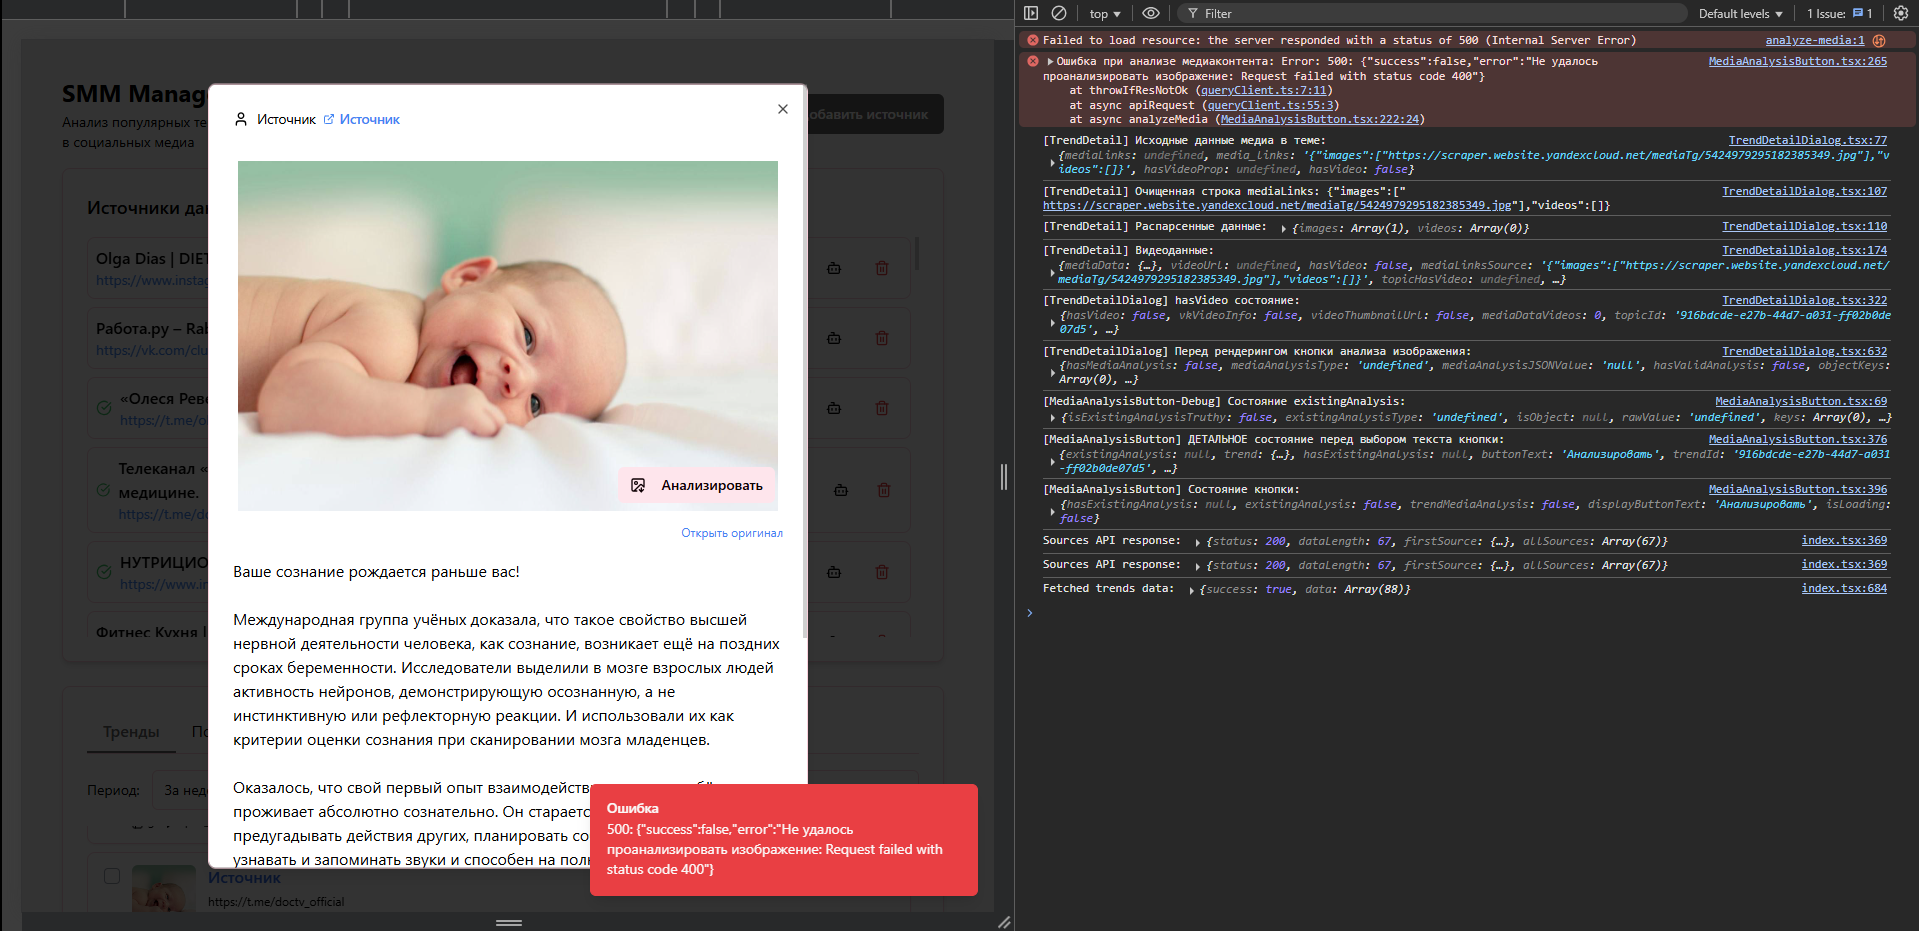 SMM Manag
Анализ популярных те
в социальных медиа
обавить источник
Источники да
Olga Dias | DIET
https://www.instag
Работа.ру – Rab
https://vk.com/clu
«Олеся Реве
https://t.me/o
Телеканал «
медицине.
https://t.me/do
НУТРИЦИО
https://www.in
Фитнес Кухня |
Тренды
По
Период:
За нед
Источник
https://t.me/doctv_official
Источник Источник
Анализировать
Открыть оригинал
Ваше сознание рождается раньше вас!
Международная группа учёных доказала, что такое свойство высшей
нервной деятельности человека, как сознание, возникает ещё на поздних
сроках беременности. Исследователи выделили в мозге взрослых людей
активность нейронов, демонстрирующую осознанную, а не
инстинктивную или рефлекторную реакции. И использовали их как
критерии оценки сознания при сканировании мозга младенцев.
Оказалось, что свой первый опыт взаимодейств
проживает абсолютно сознательно. Он стараетс
предугадывать действия других, планировать со
узнавать и запоминать звуки и способен на пол
Ошибка
500: {"success":false,"error":"Не удалось
проанализировать изображение: Request failed with
status code 400"}
top Filter Default levels 1 Issue: 1
Failed to load resource: the server responded with a status of 500 (Internal Server Error) analyze-media:1
Ошибка при анализе медиаконтента: Error: 500: {"success":false,"error":"Не удалось MediaAnalysisButton.tsx:265
проанализировать изображение: Request failed with status code 400"}
at throwIfResNotOk (queryClient.ts:7:11)
at async apiRequest (queryClient.ts:55:3)
at async analyzeMedia (MediaAnalysisButton.tsx:222:24)
[TrendDetail] Исходные данные медиа в теме: TrendDetailDialog.tsx:77
{mediaLinks: undefined, media_links: '{"images":["https://scraper.website.yandexcloud.net/mediaTg/5424979295182385349.jpg"],"v
ideos":[]}', hasVideoProp: undefined, hasVideo: false}
[TrendDetail] Очищенная строка mediaLinks: {"images":[" TrendDetailDialog.tsx:107
https://scraper.website.yandexcloud.net/mediaTg/5424979295182385349.jpg"],"videos":[]}
[TrendDetail] Распарсенные данные: {images: Array(1), videos: Array(0)} TrendDetailDialog.tsx:110
[TrendDetail] Видеоданные: TrendDetailDialog.tsx:174
{mediaData: {…}, videoUrl: undefined, hasVideo: false, mediaLinksSource: '{"images":["https://scraper.website.yandexcloud.net/
mediaTg/5424979295182385349.jpg"],"videos":[]}', topicHasVideo: undefined, …}
[TrendDetailDialog] hasVideo состояние: TrendDetailDialog.tsx:322
{hasVideo: false, vkVideoInfo: false, videoThumbnailUrl: false, mediaDataVideos: 0, topicId: '916bdcde-e27b-44d7-a031-ff02b0de
07d5', …}
[TrendDetailDialog] Перед рендерингом кнопки анализа изображения: TrendDetailDialog.tsx:632
{hasMediaAnalysis: false, mediaAnalysisType: 'undefined', mediaAnalysisJSONValue: 'null', hasValidAnalysis: false, objectKeys:
Array(0), …}
[MediaAnalysisButton-Debug] Состояние existingAnalysis: MediaAnalysisButton.tsx:69
{isExistingAnalysisTruthy: false, existingAnalysisType: 'undefined', isObject: null, rawValue: 'undefined', keys: Array(0), …}
[MediaAnalysisButton] ДЕТАЛЬНОЕ состояние перед выбором текста кнопки: MediaAnalysisButton.tsx:376
{existingAnalysis: null, trend: {…}, hasExistingAnalysis: null, buttonText: 'Анализировать', trendId: '916bdcde-e27b-44d7-a031
-ff02b0de07d5', …}
[MediaAnalysisButton] Состояние кнопки: MediaAnalysisButton.tsx:396
{hasExistingAnalysis: null, existingAnalysis: false, trendMediaAnalysis: false, displayButtonText: 'Анализировать', isLoading:
false}
Sources API response: {status: 200, dataLength: 67, firstSource: {…}, allSources: Array(67)} index.tsx:369
Sources API response: {status: 200, dataLength: 67, firstSource: {…}, allSources: Array(67)} index.tsx:369
Fetched trends data: {success: true, data: Array(88)} index.tsx:684